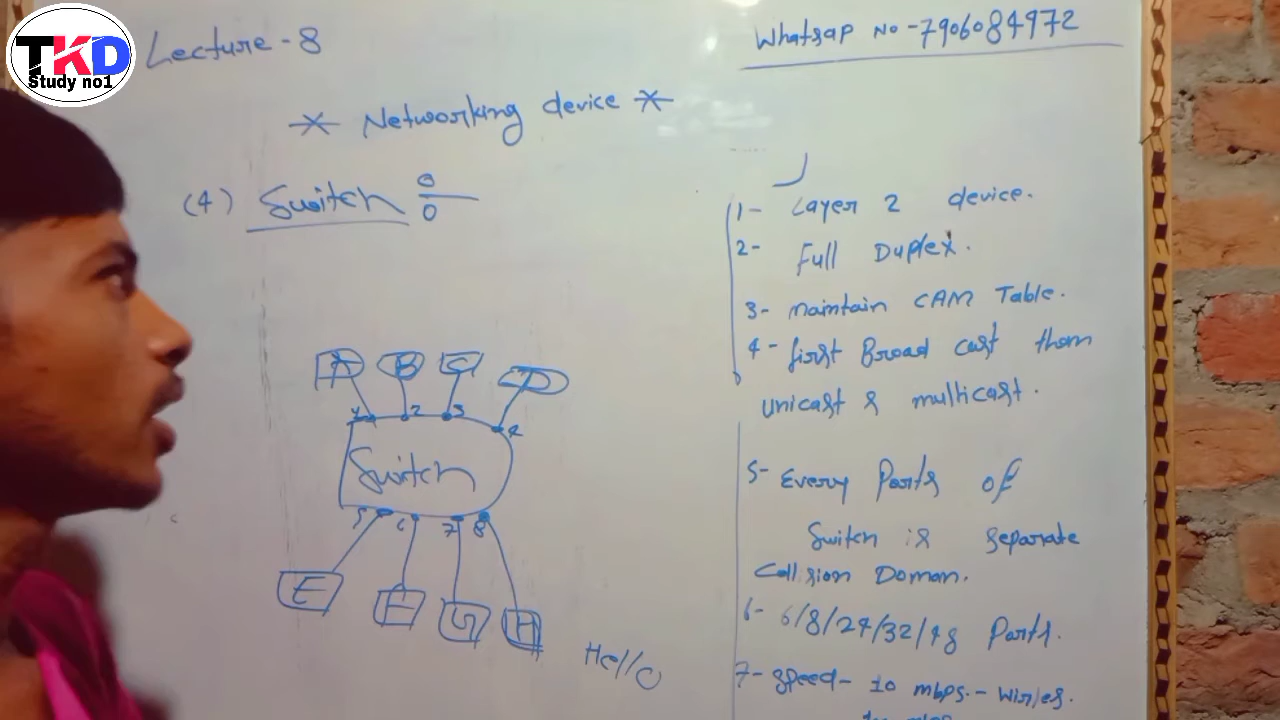 TKD
Study no1
Lecture - 8
Whatsap No - 7906084972
* Networking device *
(4) Switch :
1- Layer 2 device.
2- Full Duplex.
3- maintain CAM Table.
4- first Broad cast them
unicast & multicast.
5- Every Ports of
Switch is separate
Collision Doman.
6- 6/8/24/32/48 Ports.
7- speed- 10 mbps.-
A B C D
1 2 3 4
Switch
5 6 7 8
E F G H
Hello